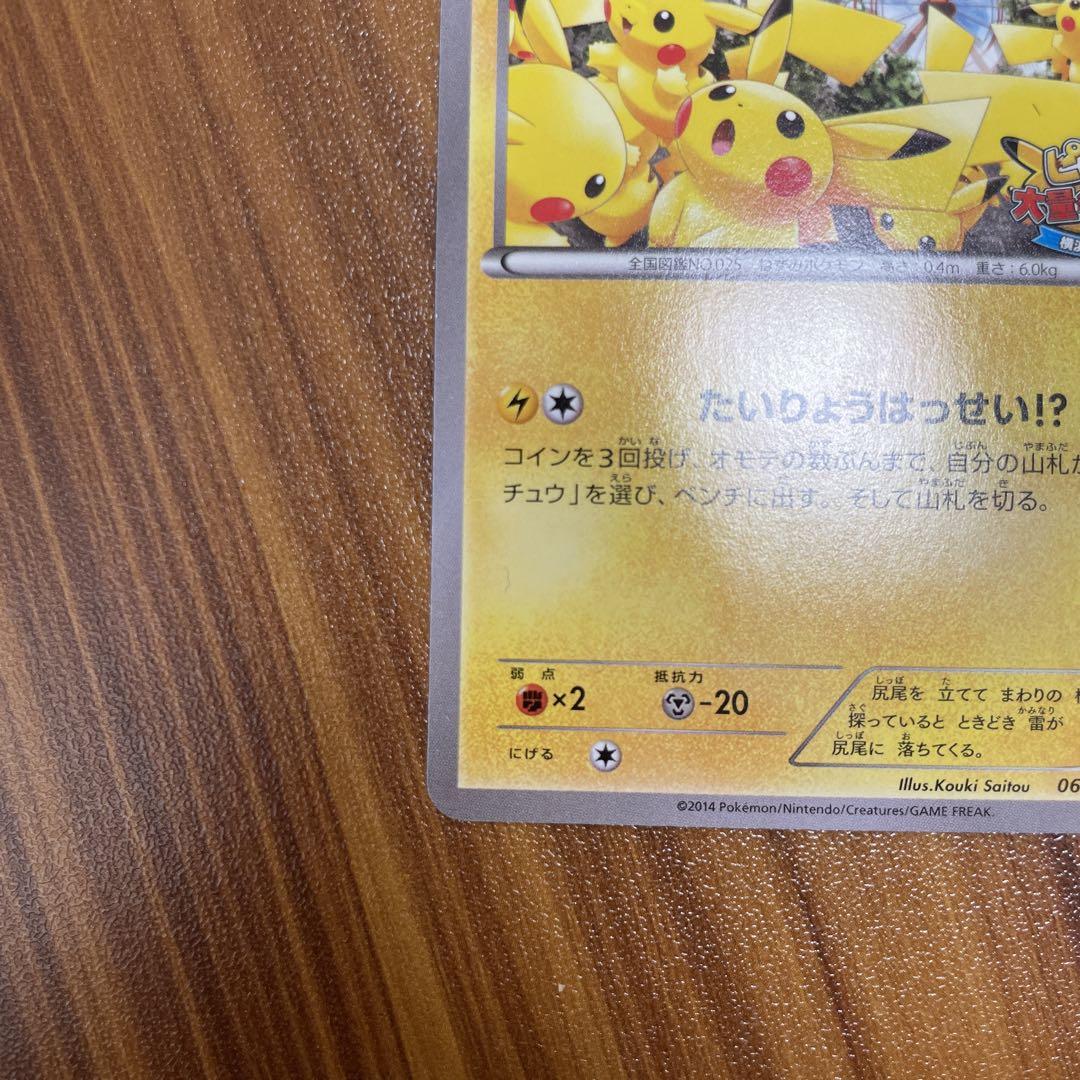 ピ
大量
横
全国図鑑NO.025 ねずみポケモン 高さ：0.4m 重さ：6.0kg
たいりょうはっせい!?
コインを3回投げ、オモテの数ぶんまで、自分の山札か
チュウ」を選び、ベンチに出す。そして山札を切る。
弱点 抵抗力
×2 -20
にげる
尻尾を 立てて まわりの
探っていると ときどき 雷が
尻尾に 落ちてくる。
Illus.Kouki Saitou 06
©2014 Pokémon/Nintendo/Creatures/GAME FREAK.